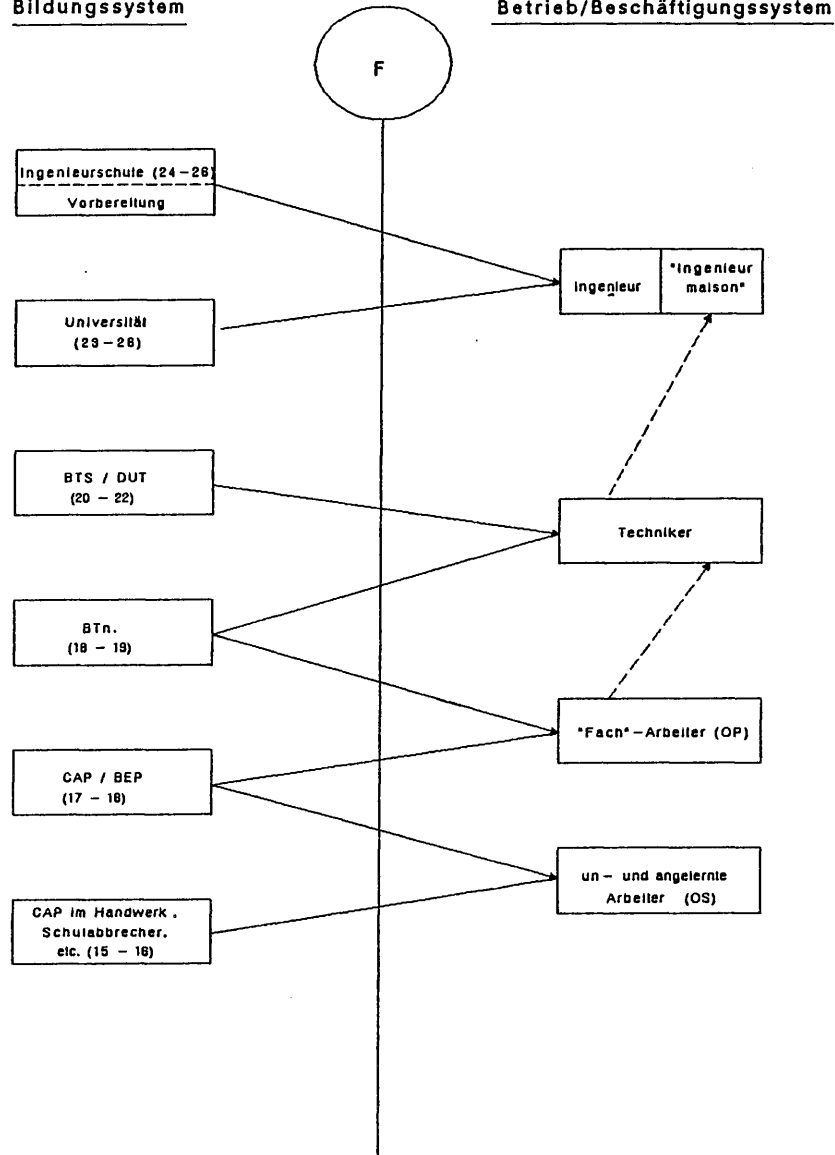 Bildungssystem
Betrieb/Beschäftigungssystem
F
Ingenieurschule (24-26)
Vorbereitung
Universität
(23-26)
BTS / DUT
(20 - 22)
BTn.
(18 - 19)
CAP / BEP
(17 - 18)
CAP im Handwerk,
Schulabbrecher,
etc. (15 - 16)
Ingenieur
"Ingenieur
maison"
Techniker
"Fach"-Arbeiter (OP)
un- und angelernte
Arbeiter (OS)